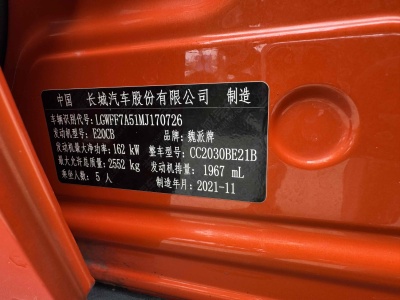 中国 长城汽车股份有限公司 制造
车辆识别代号: LGWFF7A51MJ170726
发动机型号: E20CB 品牌: 魏派牌
发动机最大净功率: 162 kW 整车型号: CC2030BE21B
最大允许总质量: 2552 kg 发动机排量: 1967 mL
乘坐人数: 5 人 制造年月: 2021-11